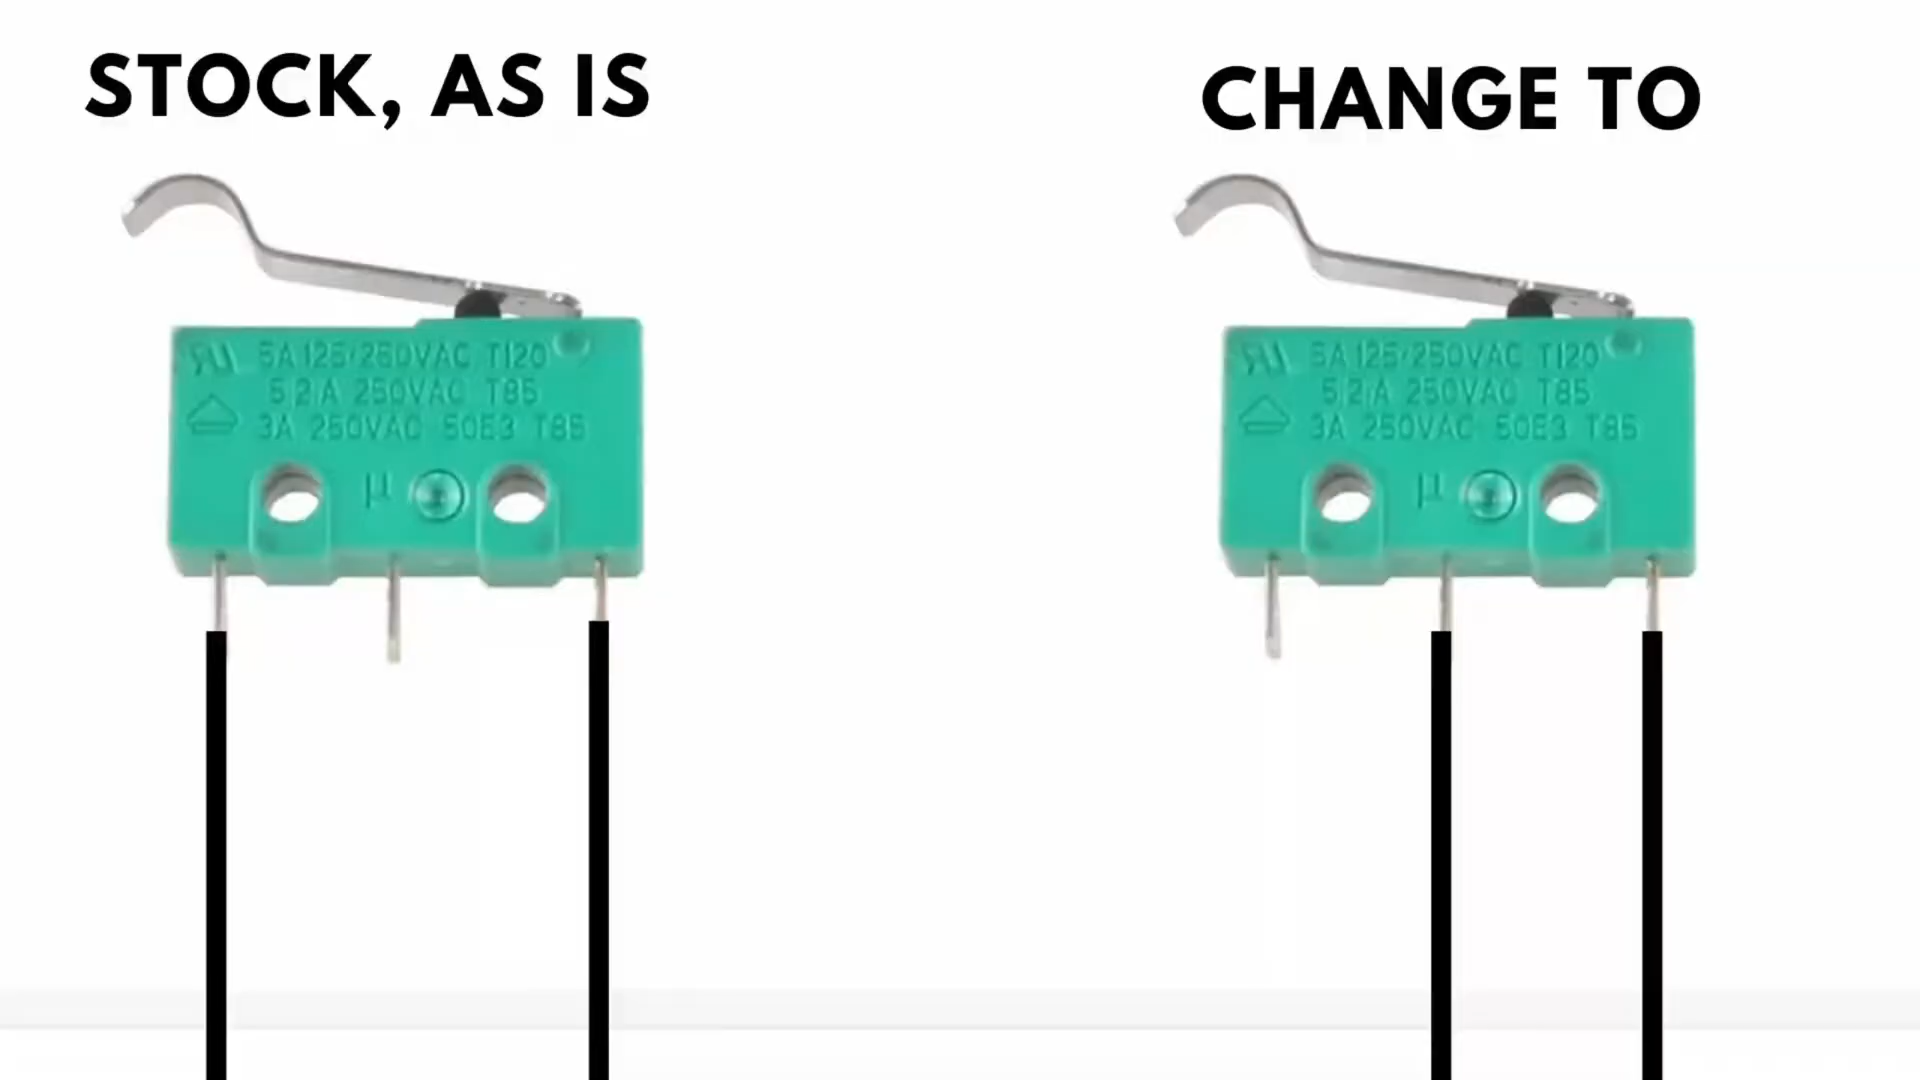 STOCK, AS IS
CHANGE TO
5A 125/250VAC T120
5(2)A 250VAC T85
3A 250VAC 50E3 T85
µ
5A 125/250VAC T120
5(2)A 250VAC T85
3A 250VAC 50E3 T85
µ